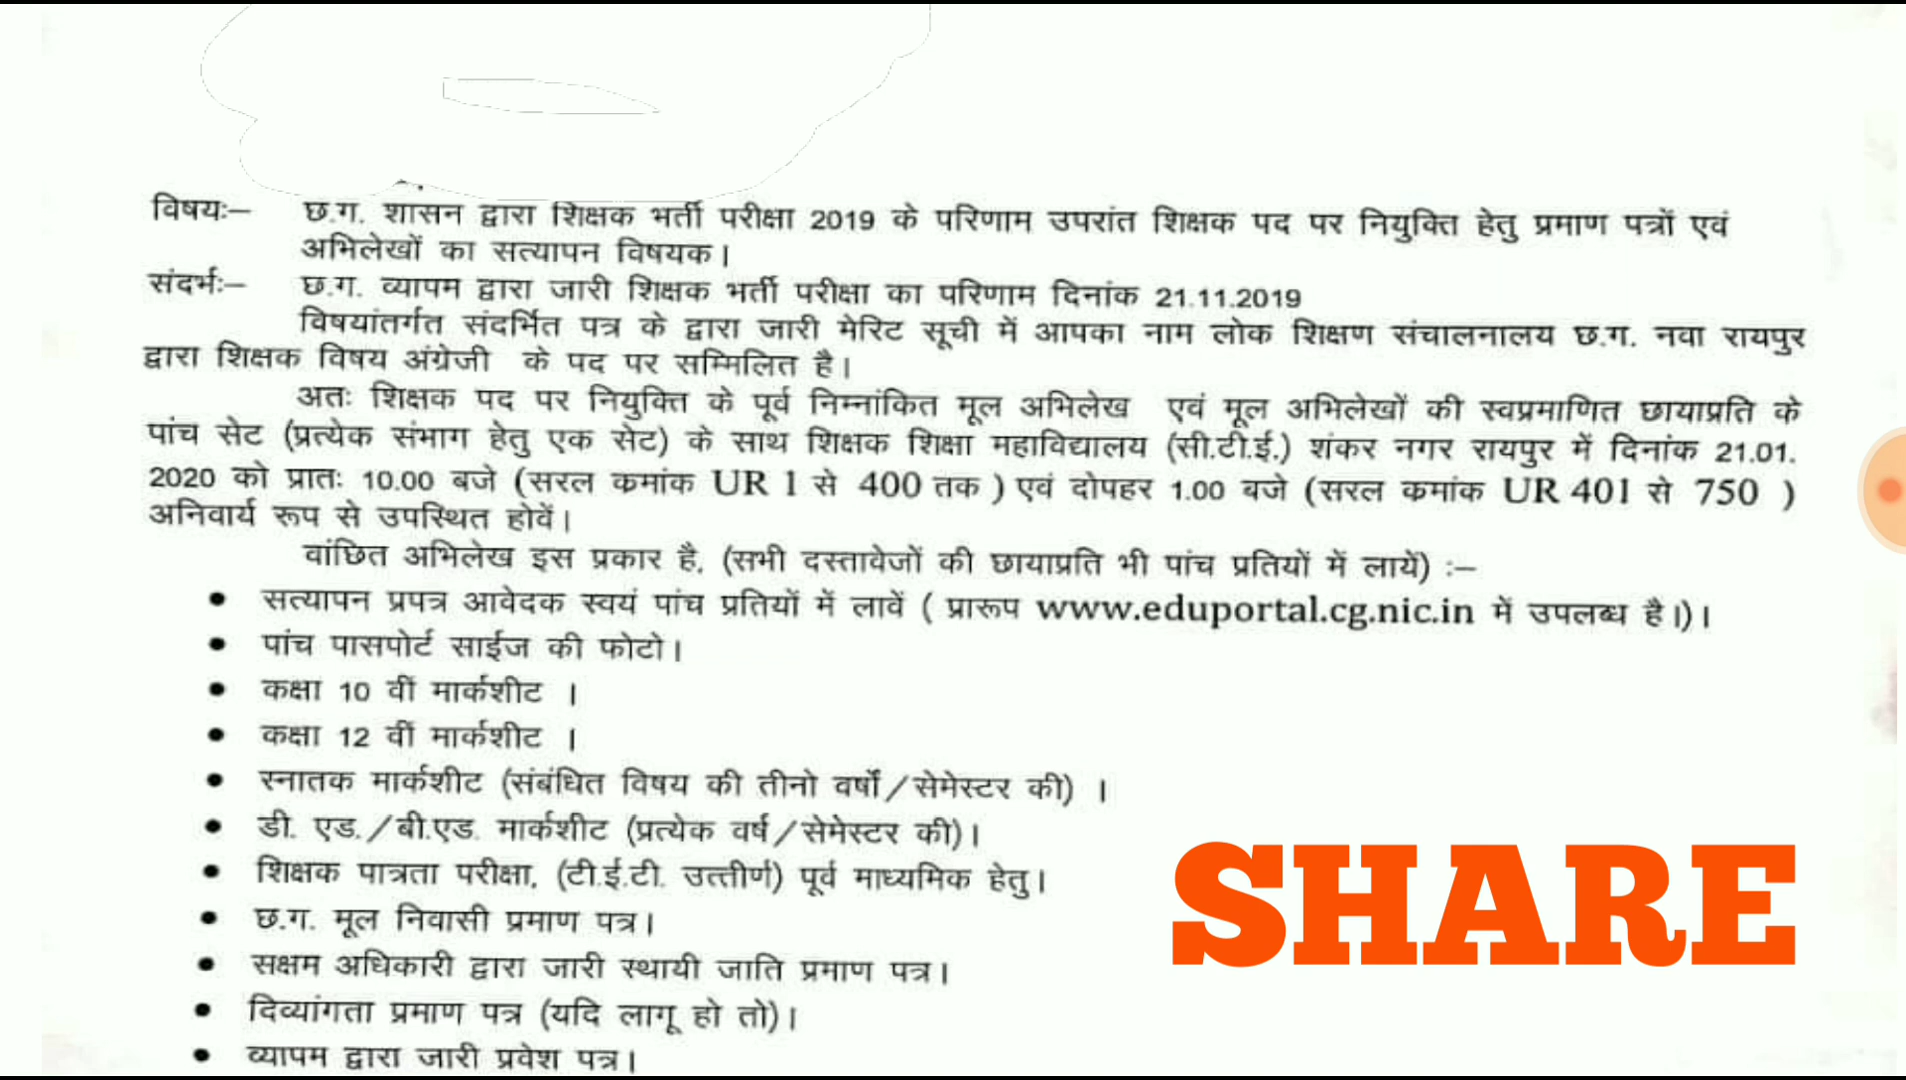 विषयः– छ.ग. शासन द्वारा शिक्षक भर्ती परीक्षा 2019 के परिणाम उपरांत शिक्षक पद पर नियुक्ति हेतु प्रमाण पत्रों एवं
अभिलेखों का सत्यापन विषयक।
संदर्भः– छ.ग. व्यापम द्वारा जारी शिक्षक भर्ती परीक्षा का परिणाम दिनांक 21.11.2019
विषयांतर्गत संदर्भित पत्र के द्वारा जारी मेरिट सूची में आपका नाम लोक शिक्षण संचालनालय छ.ग. नवा रायपुर
द्वारा शिक्षक विषय अंग्रेजी के पद पर सम्मिलित है।
अतः शिक्षक पद पर नियुक्ति के पूर्व निम्नांकित मूल अभिलेख एवं मूल अभिलेखों की स्वप्रमाणित छायाप्रति के
पांच सेट (प्रत्येक संभाग हेतु एक सेट) के साथ शिक्षक शिक्षा महाविद्यालय (सी.टी.ई.) शंकर नगर रायपुर में दिनांक 21.01.
2020 को प्रातः 10.00 बजे (सरल कमांक UR 1 से 400 तक ) एवं दोपहर 1.00 बजे (सरल कमांक UR 401 से 750 )
अनिवार्य रूप से उपस्थित होवें।
वांछित अभिलेख इस प्रकार है, (सभी दस्तावेजों की छायाप्रति भी पांच प्रतियों में लायें) :–
• सत्यापन प्रपत्र आवेदक स्वयं पांच प्रतियों में लावें ( प्रारूप www.eduportal.cg.nic.in में उपलब्ध है।)।
• पांच पासपोर्ट साईज की फोटो।
• कक्षा 10 वीं मार्कशीट ।
• कक्षा 12 वीं मार्कशीट ।
• स्नातक मार्कशीट (संबंधित विषय की तीनो वर्षों/सेमेस्टर की) ।
• डी. एड./बी.एड. मार्कशीट (प्रत्येक वर्ष/सेमेस्टर की)।
• शिक्षक पात्रता परीक्षा, (टी.ई.टी. उत्तीर्ण) पूर्व माध्यमिक हेतु।
• छ.ग. मूल निवासी प्रमाण पत्र।
• सक्षम अधिकारी द्वारा जारी स्थायी जाति प्रमाण पत्र।
• दिव्यांगता प्रमाण पत्र (यदि लागू हो तो)।
• व्यापम द्वारा जारी प्रवेश पत्र।
SHARE